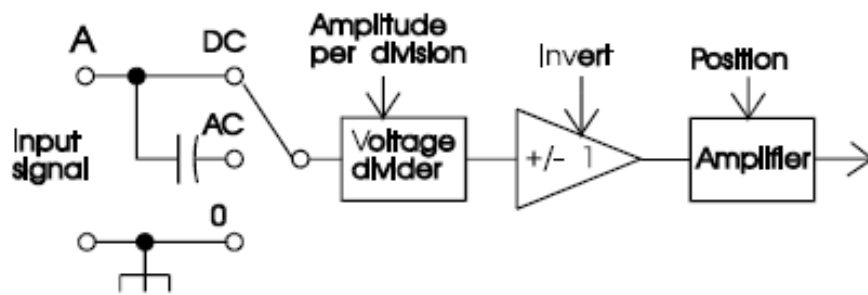 A
DC
Amplitude
per division
Invert
Position
Input
signal
AC
Voltage
divider
+/- 1
Amplifier
0